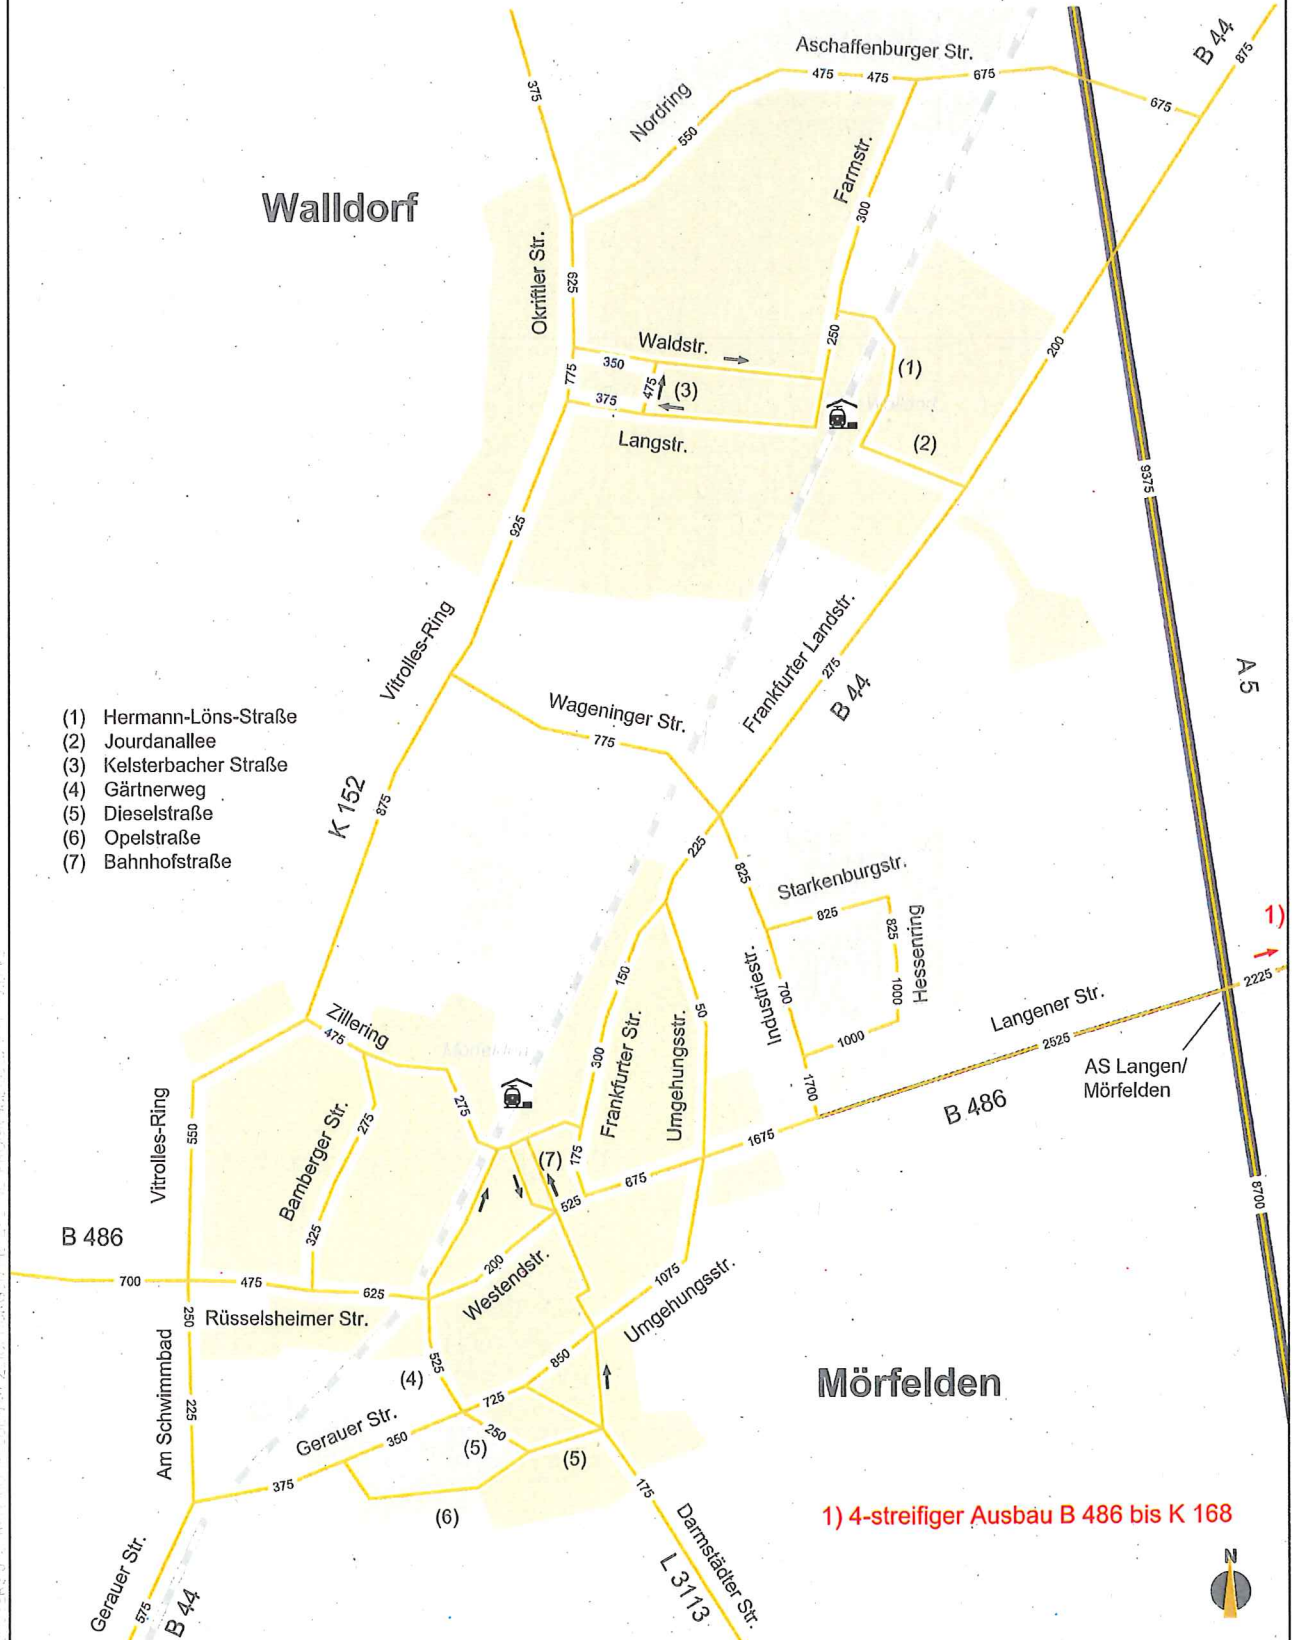 Aschaffenburger Str.
B 44
875
375
475
475
675
675
Nordring
550
Farmstr.
300
Walldorf
Okriftler Str.
625
Waldstr.
350
250
200
775
475
(3)
(1)
375
Langstr.
(2)
9375
925
Vitrolles-Ring
Frankfurter Landstr.
275
B 44
A 5
Wageninger Str.
775
(1) Hermann-Löns-Straße
(2) Jourdanallee
(3) Kelsterbacher Straße
(4) Gärtnerweg
(5) Dieselstraße
(6) Opelstraße
(7) Bahnhofstraße
K 152
875
225
825
Starkenburgstr.
825
825
Hessenring
1)
150
Industriestr.
700
1000
2225
50
Zillering
475
Langener Str.
1000
2525
300
Frankfurter Str.
Umgehungsstr.
AS Langen/
Mörfelden
1700
B 486
Vitrolles-Ring
550
Bamberger Str.
275
275
(7)
175
1675
675
525
8700
B 486
325
700
475
625
200
Westendstr.
1075
Umgehungsstr.
250
Rüsselsheimer Str.
525
850
(4)
Mörfelden
Am Schwimmbad
225
725
Gerauer Str.
350
250
(5)
(5)
375
175
(6)
1) 4-streifiger Ausbau B 486 bis K 168
Darmstädter Str.
L 3113
Gerauer Str.
575
B 44
N